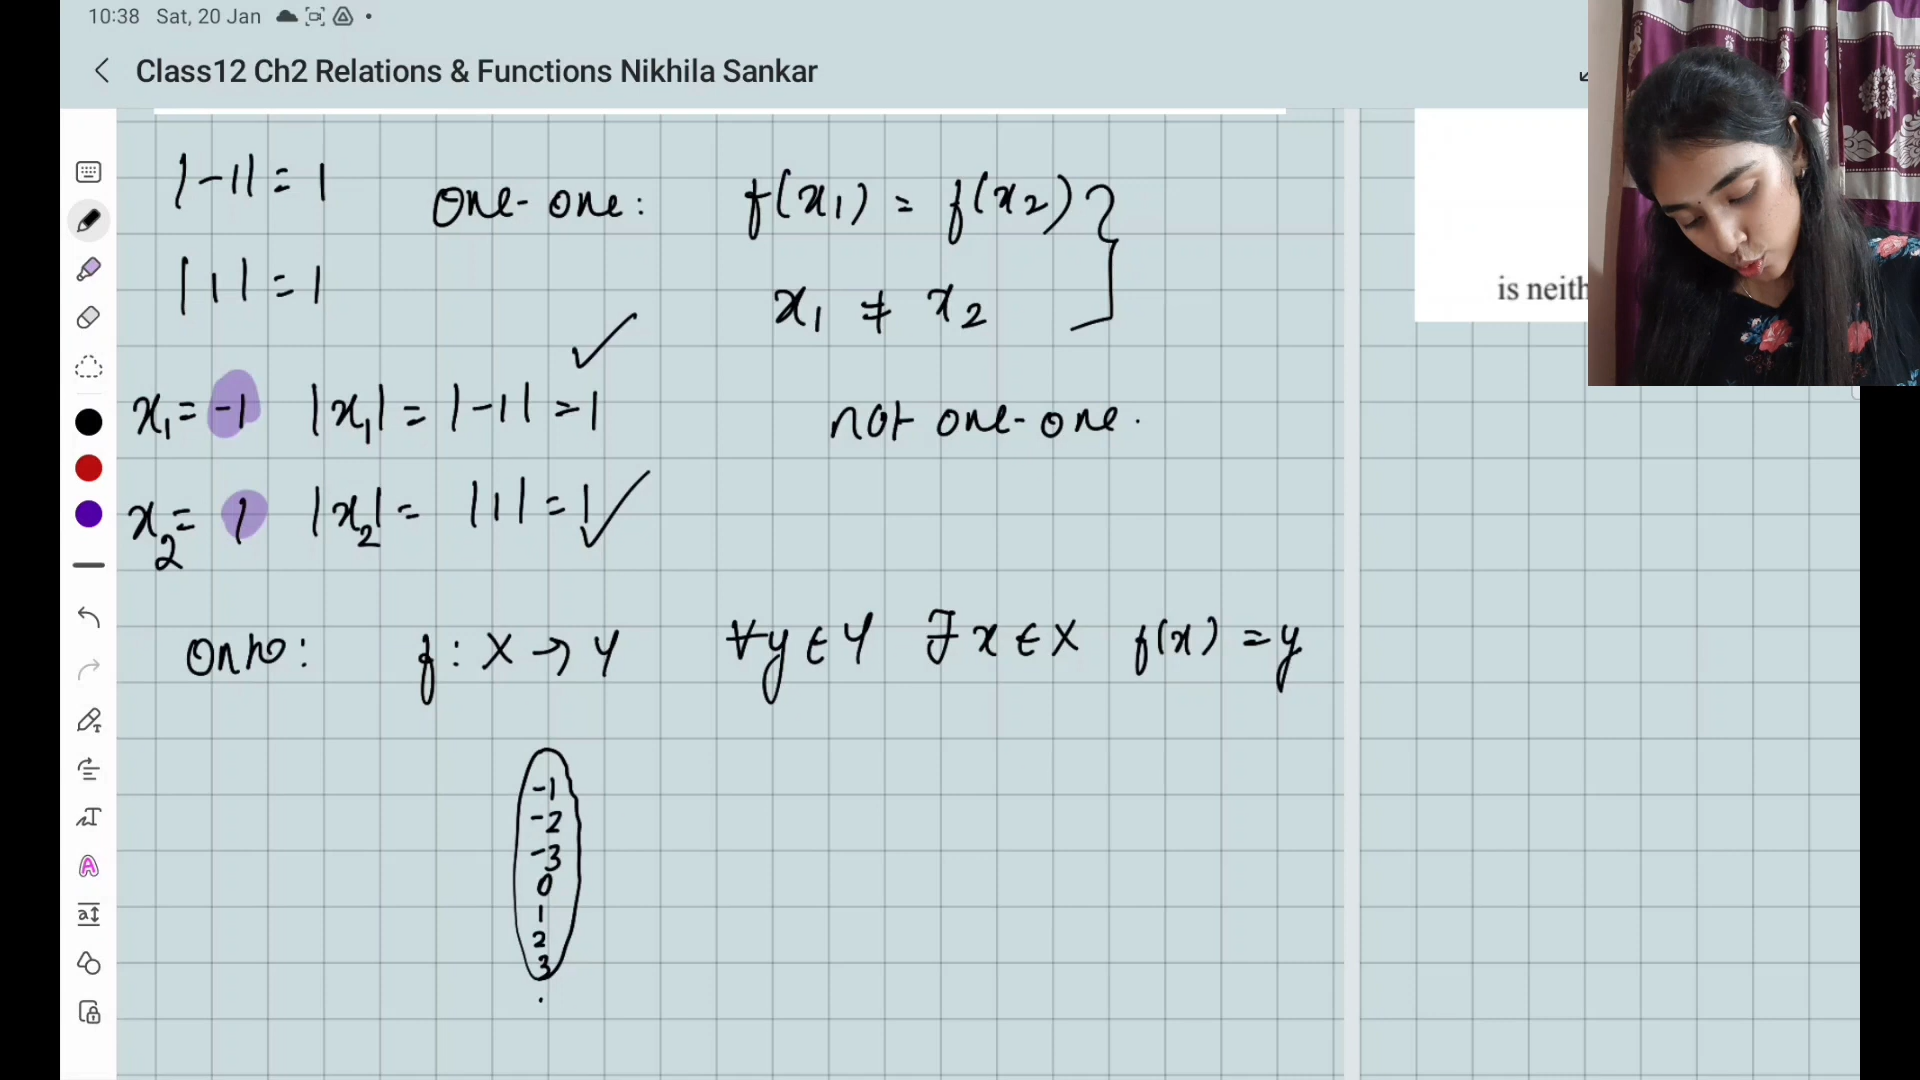 10:38 Sat, 20 Jan
Class12 Ch2 Relations & Functions Nikhila Sankar
|-1| = 1
|1| = 1
One-one: f(x₁) = f(x₂)
x₁ ≠ x₂
is neith
x₁ = -1 |x₁| = |-1| = 1
not one-one.
x₂ = 1 |x₂| = |1| = 1
Onto: f : X → Y ∀y ∈ Y ∃ x ∈ X f(x) = y
-1
-2
-3
0
1
2
3
.